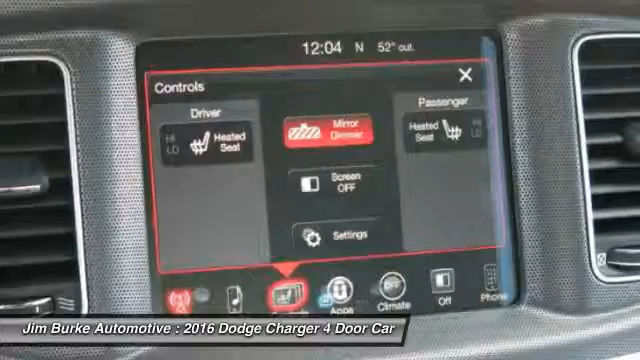 12:04 N 52° out.
Controls
Driver
Passenger
HI
LO
Heated
Seat
Mirror
Dimmer
Heated
Seat
HI
LO
Screen
OFF
Settings
OFF
Apps
Climate
Off
Phone
Jim Burke Automotive : 2016 Dodge Charger 4 Door Car